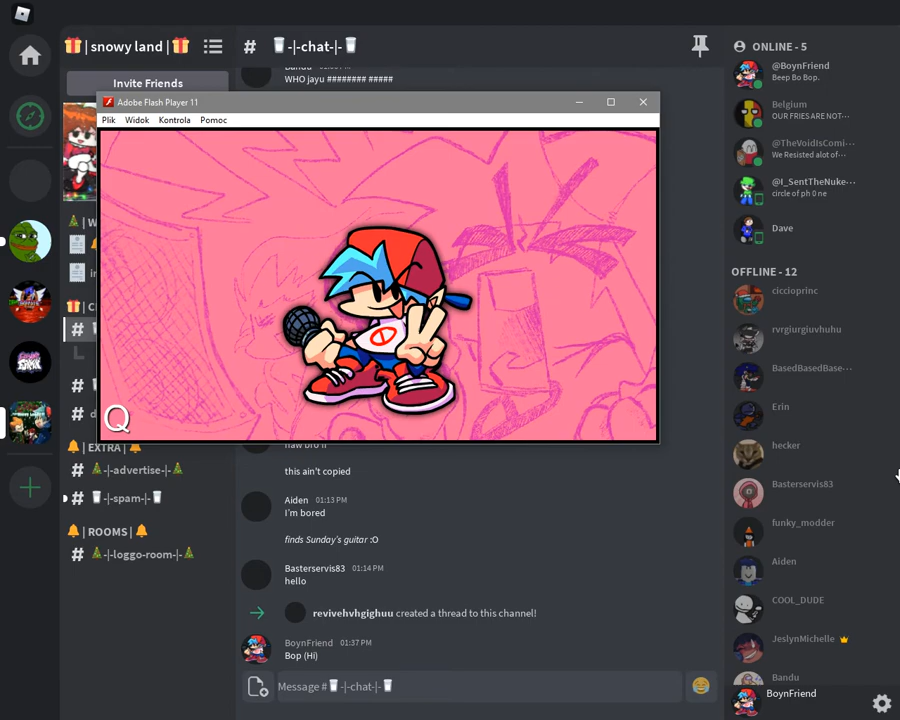 🎁| snowy land |🎁
Invite Friends
# 🥛-|-chat-|-🥛
WHO jayu ######## #####
Adobe Flash Player 11
Plik Widok Kontrola Pomoc
Q
#
#
# d
🔔| EXTRA |🔔
# 🎄-|-advertise-|-🎄
# 🥛-|-spam-|-🥛
🔔| ROOMS |🔔
# 🎄-|-loggo-room-|-🎄
this ain't copied
Aiden 01:13 PM
I'm bored
finds Sunday's guitar :O
Basterservis83 01:14 PM
hello
revivehvhgighuu created a thread to this channel!
BoynFriend 01:37 PM
Bop (Hi)
Message #🥛-|-chat-|-🥛
ONLINE - 5
@BoynFriend
Beep Bo Bop.
Belgium
OUR FRIES ARE NOT···
@TheVoidIsComi···
We Resisted alot of···
@I_SentTheNuke···
circle of ph 0 ne
Dave
OFFLINE - 12
ciccioprinc
rvrgiurgiuvhuhu
BasedBasedBase···
Erin
hecker
Basterservis83
funky_modder
Aiden
COOL_DUDE
JeslynMichelle
Bandu
BoynFriend